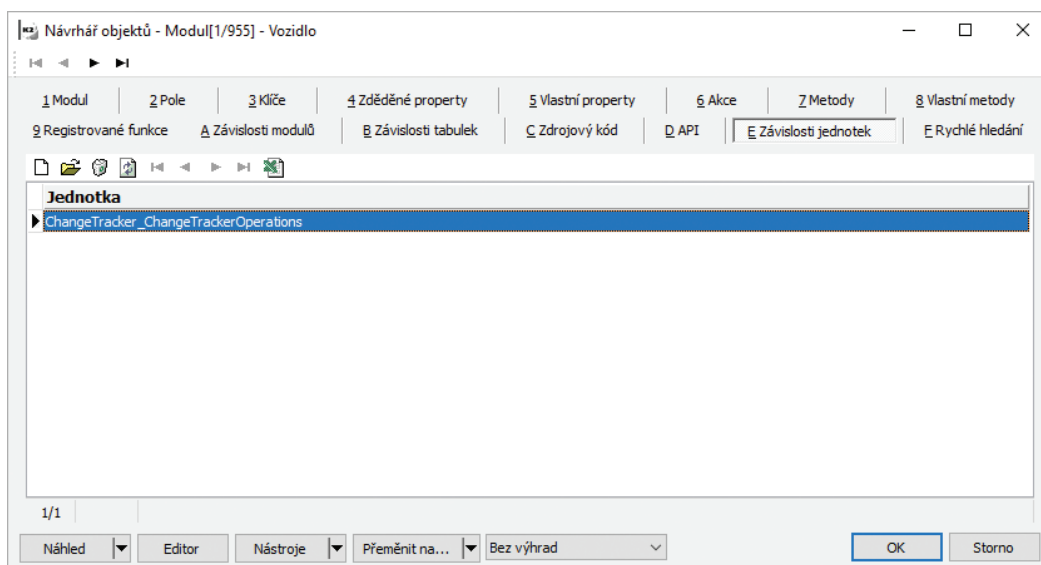 K2 Návrhář objektů - Modul[1/955] - Vozidlo
1 Modul 2 Pole 3 Klíče 4 Zděděné property 5 Vlastní property 6 Akce 7 Metody 8 Vlastní metody
9 Registrované funkce A Závislosti modulů B Závislosti tabulek C Zdrojový kód D API E Závislosti jednotek F Rychlé hledání
Jednotka
ChangeTracker_ChangeTrackerOperations
1/1
Náhled Editor Nástroje Přeměnit na... Bez výhrad OK Storno